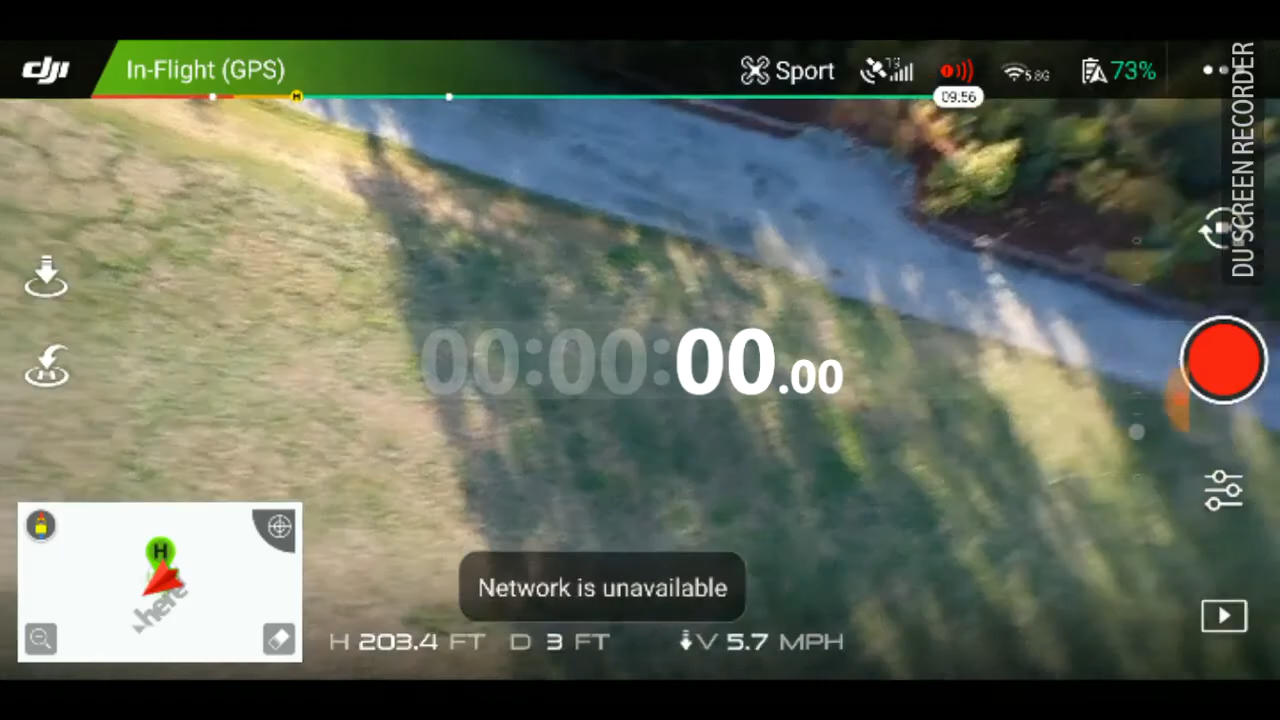 dji In-Flight (GPS) Sport 19 5.8G 73%
09:56
DU SCREEN RECORDER
00:00:00.00
H
here
Network is unavailable
H 203.4 FT D 3 FT V 5.7 MPH